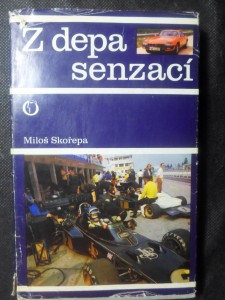 Z depa
senzací
Miloš Skořepa